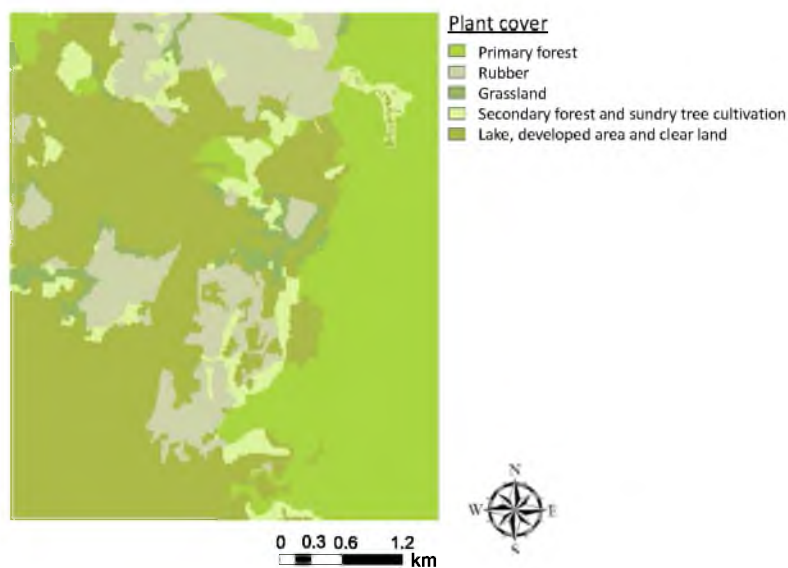 Plant cover
Primary forest
Rubber
Grassland
Secondary forest and sundry tree cultivation
Lake, developed area and clear land
N
W E
S
0 0.3 0.6 1.2
km